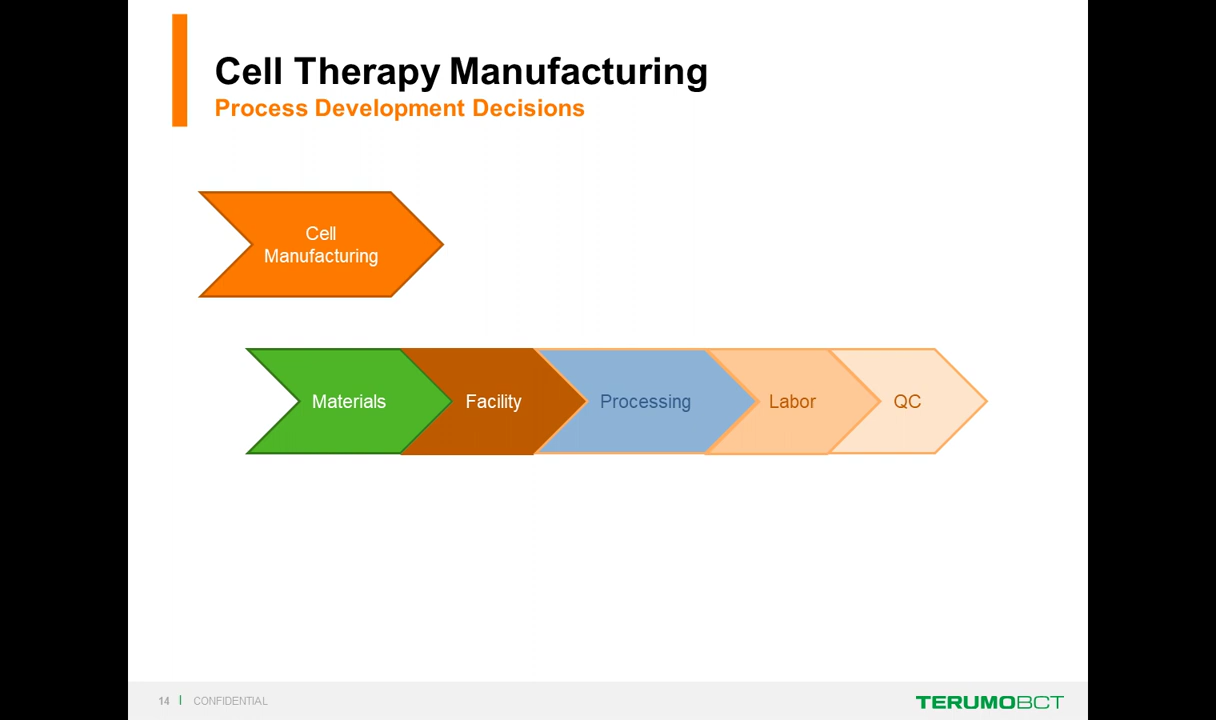 Cell Therapy Manufacturing
Process Development Decisions
Cell
Manufacturing
Materials
Facility
Processing
Labor
QC
14 | CONFIDENTIAL
TERUMOBCT